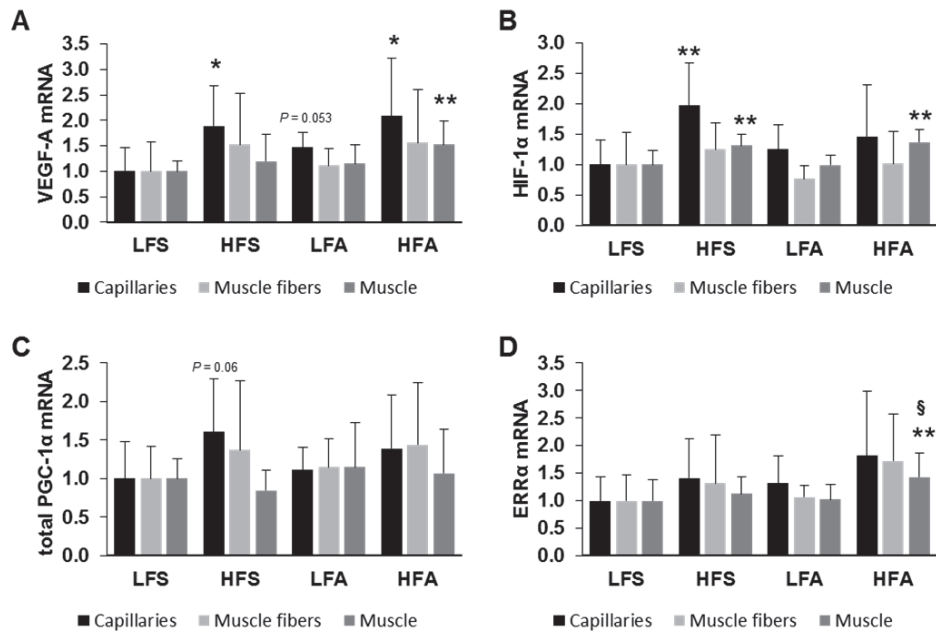 A
VEGF-A mRNA
3.5
3.0
2.5
2.0
1.5
1.0
0.5
0.0
*
P = 0.053
*
**
LFS HFS LFA HFA
Capillaries Muscle fibers Muscle
B
HIF-1α mRNA
3.0
2.5
2.0
1.5
1.0
0.5
0.0
**
**
**
LFS HFS LFA HFA
Capillaries Muscle fibers Muscle
C
total PGC-1α mRNA
2.5
2.0
1.5
1.0
0.5
0.0
P = 0.06
LFS HFS LFA HFA
Capillaries Muscle fibers Muscle
D
ERRα mRNA
3.5
3.0
2.5
2.0
1.5
1.0
0.5
0.0
§
**
LFS HFS LFA HFA
Capillaries Muscle fibers Muscle